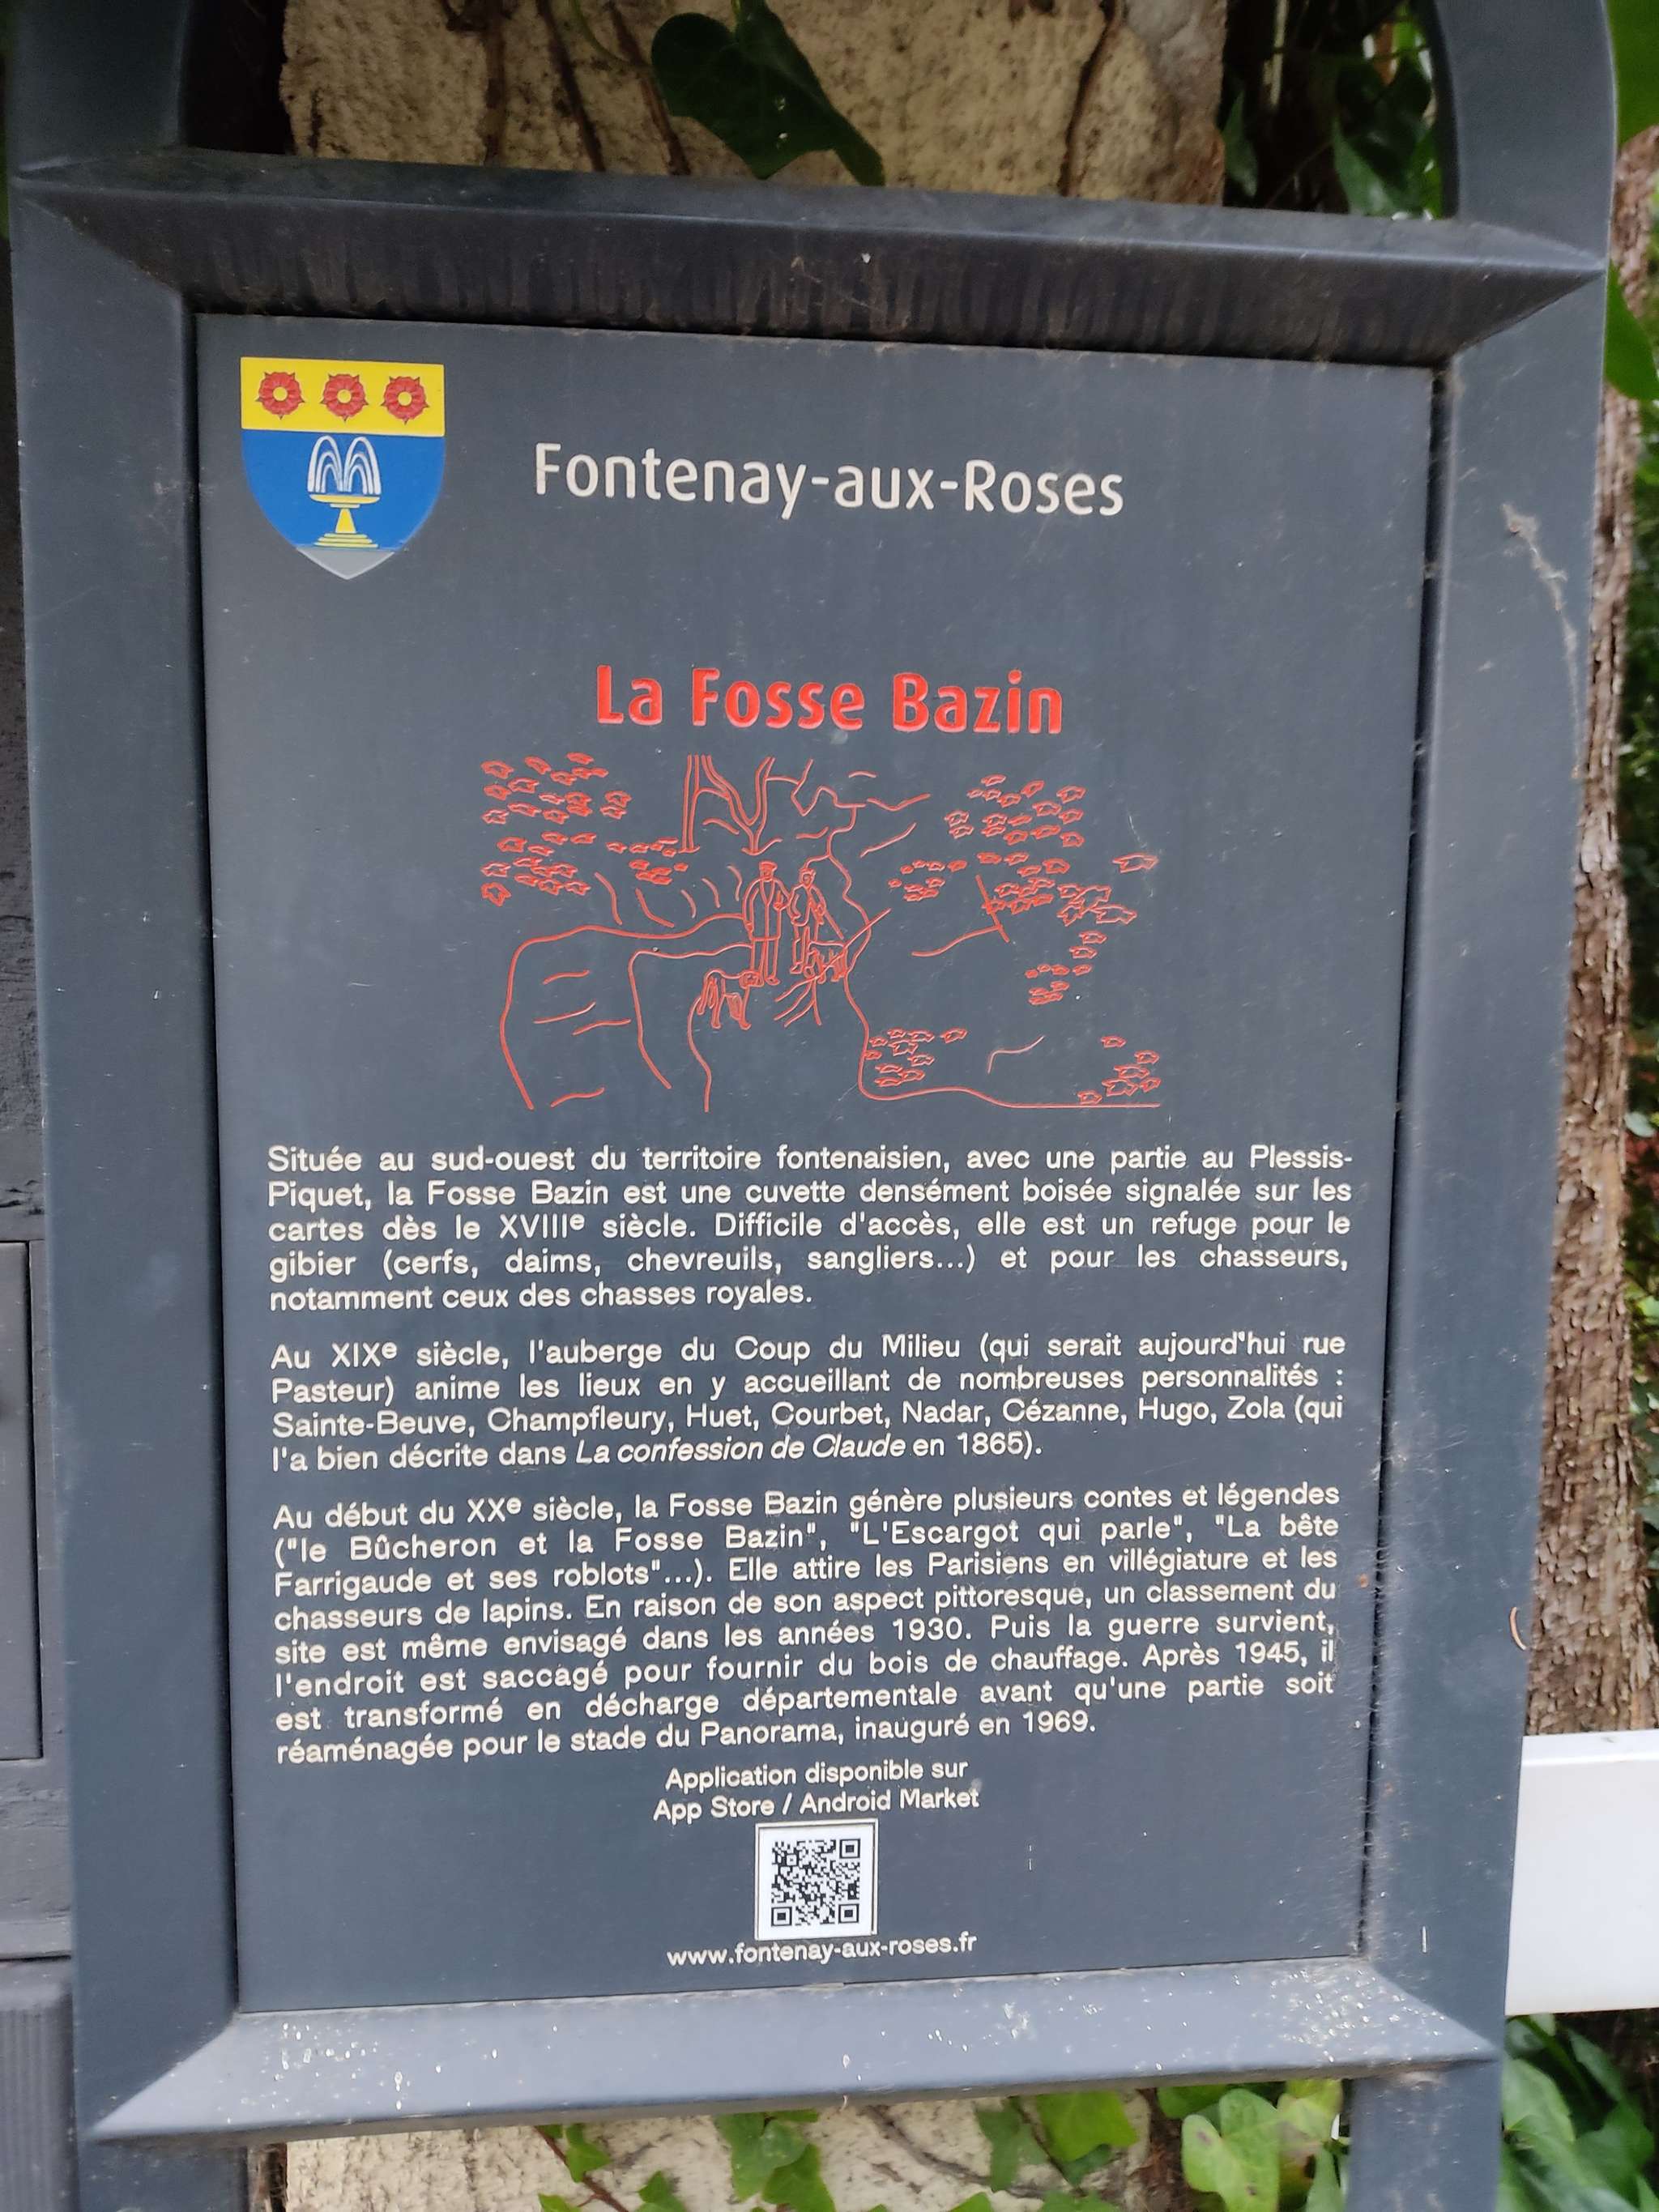 Fontenay-aux-Roses
La Fosse Bazin
Située au sud-ouest du territoire fontenaisien, avec une partie au Plessis-
Piquet, la Fosse Bazin est une cuvette densément boisée signalée sur les
cartes dès le XVIIIe siècle. Difficile d'accès, elle est un refuge pour le
gibier (cerfs, daims, chevreuils, sangliers...) et pour les chasseurs,
notamment ceux des chasses royales.
Au XIXe siècle, l'auberge du Coup du Milieu (qui serait aujourd'hui rue
Pasteur) anime les lieux en y accueillant de nombreuses personnalités :
Sainte-Beuve, Champfleury, Huet, Courbet, Nadar, Cézanne, Hugo, Zola (qui
l'a bien décrite dans La confession de Claude en 1865).
Au début du XXe siècle, la Fosse Bazin génère plusieurs contes et légendes
("le Bûcheron et la Fosse Bazin", "L'Escargot qui parle", "La bête
Farrigaude et ses roblots"...). Elle attire les Parisiens en villégiature et les
chasseurs de lapins. En raison de son aspect pittoresque, un classement du
site est même envisagé dans les années 1930. Puis la guerre survient,
l'endroit est saccagé pour fournir du bois de chauffage. Après 1945, il
est transformé en décharge départementale avant qu'une partie soit
réaménagée pour le stade du Panorama, inauguré en 1969.
Application disponible sur
App Store / Android Market
www.fontenay-aux-roses.fr